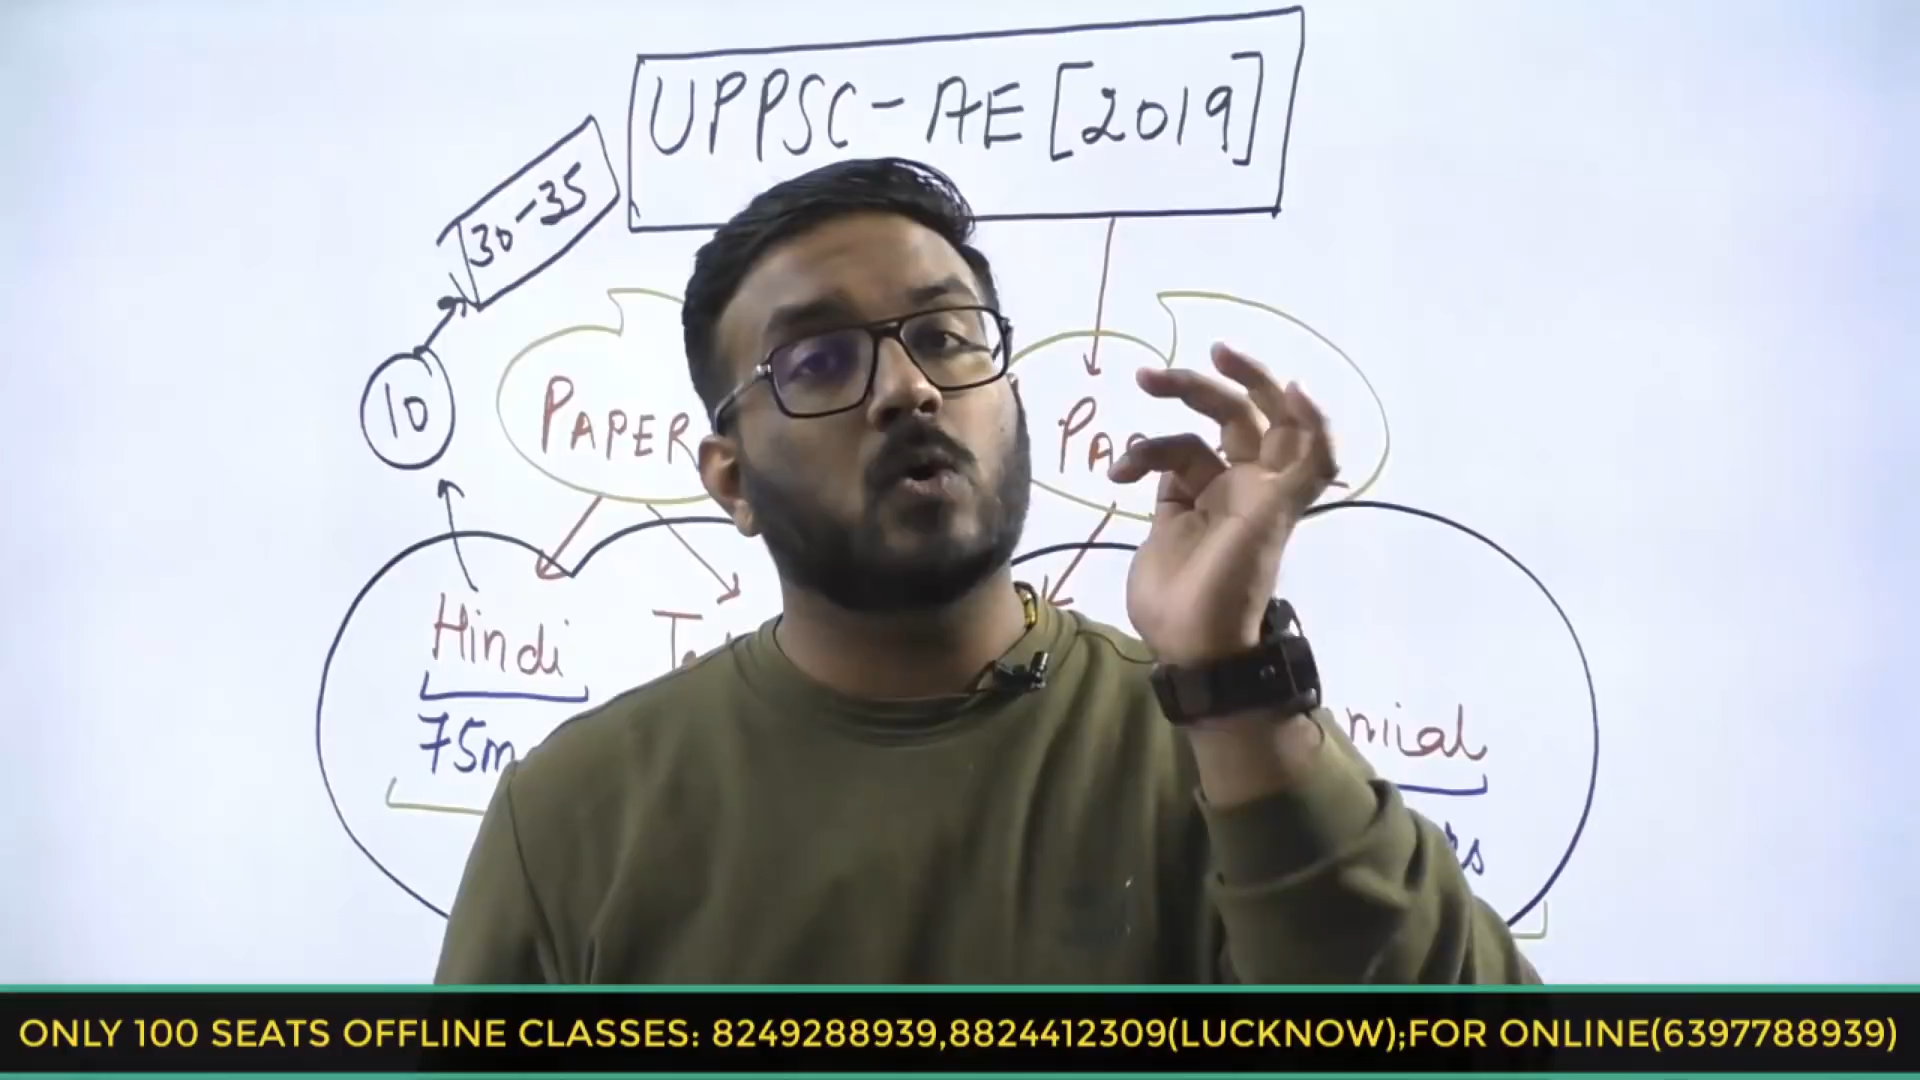 UPPSC-AE [2019]
30-35
10
PAPER
Hindi
75m
ONLY 100 SEATS OFFLINE CLASSES: 8249288939,8824412309(LUCKNOW);FOR ONLINE(6397788939)